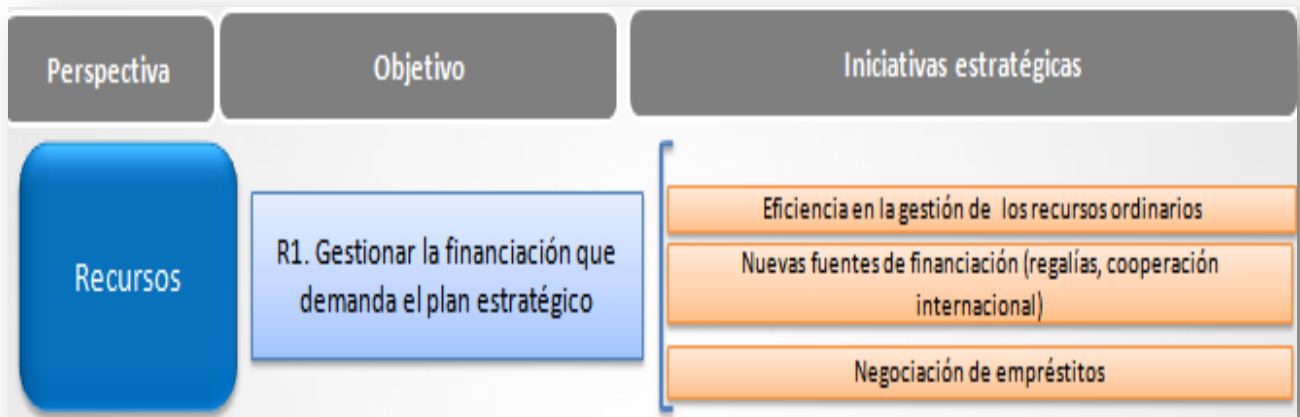 Perspectiva
Objetivo
Iniciativas estratégicas
Recursos
R1. Gestionar la financiación que
demanda el plan estratégico
Eficiencia en la gestión de los recursos ordinarios
Nuevas fuentes de financiación (regalías, cooperación
internacional)
Negociación de empréstitos